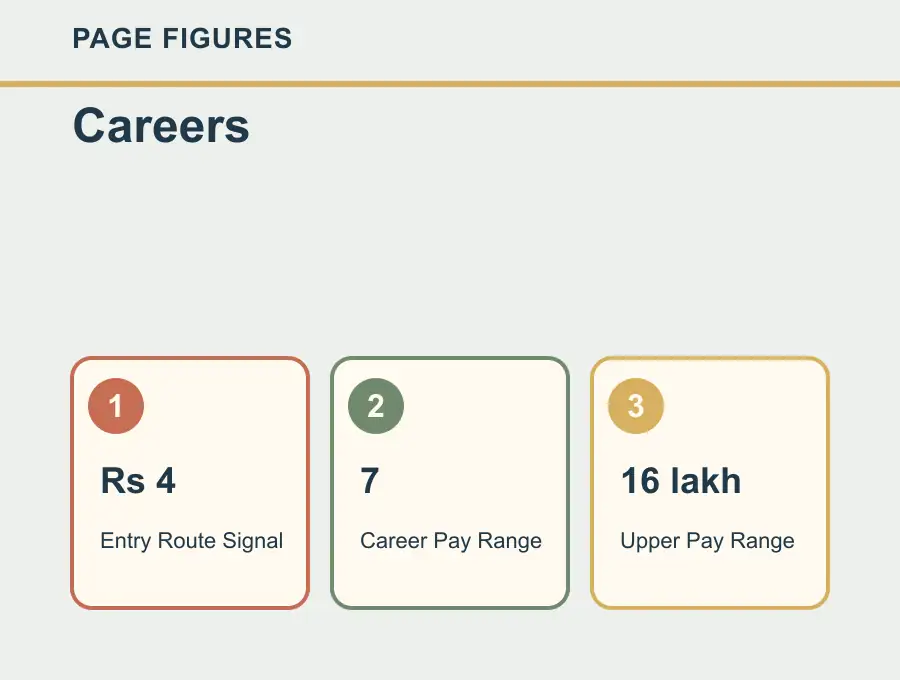 PAGE FIGURES
Careers
1
Rs 4
Entry Route Signal
2
7
Career Pay Range
3
16 lakh
Upper Pay Range